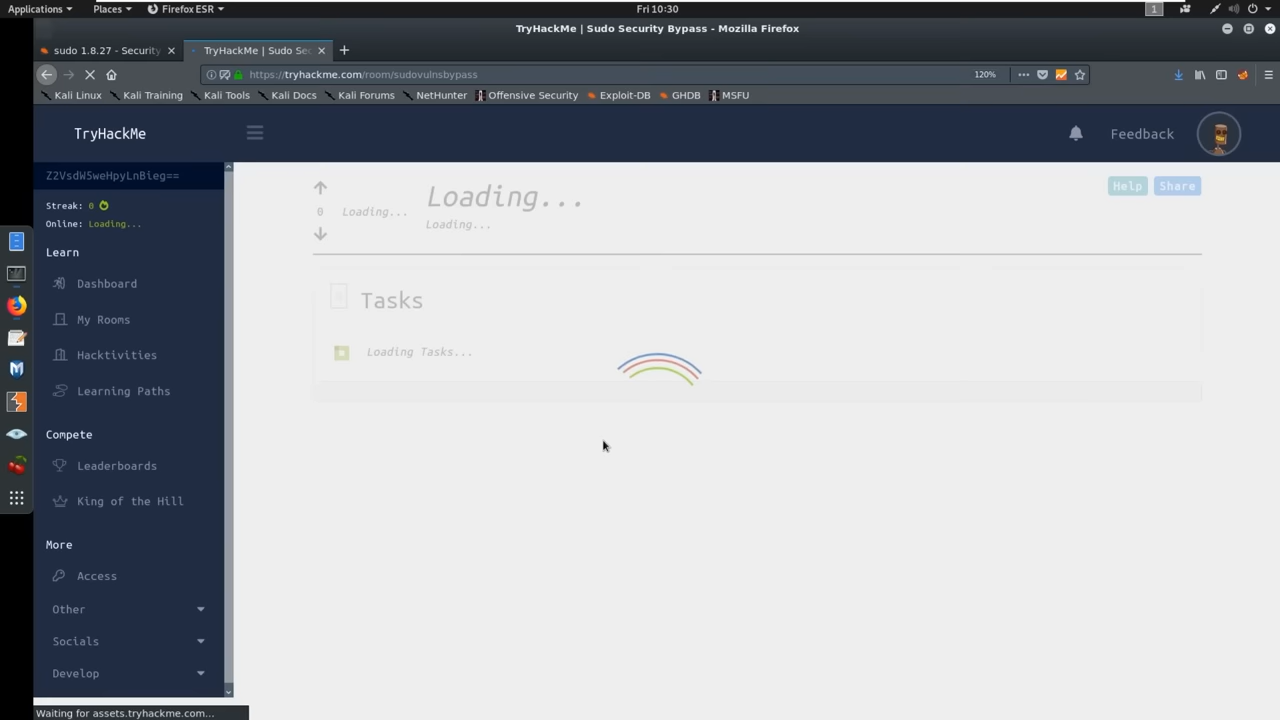 Applications
Places
Firefox ESR
Fri 10:30
1
TryHackMe | Sudo Security Bypass - Mozilla Firefox
sudo 1.8.27 - Security
TryHackMe | Sudo Sec
https://tryhackme.com/room/sudovulnsbypass
120%
Kali Linux
Kali Training
Kali Tools
Kali Docs
Kali Forums
NetHunter
Offensive Security
Exploit-DB
GHDB
MSFU
TryHackMe
Feedback
Z2VsdW5weHpyLnBieg==
Streak: 0
Online: Loading...
Learn
Dashboard
My Rooms
Hacktivities
Learning Paths
Compete
Leaderboards
King of the Hill
More
Access
Other
Socials
Develop
0
Loading...
Loading...
Loading...
Help
Share
Tasks
Loading Tasks...
Waiting for assets.tryhackme.com...